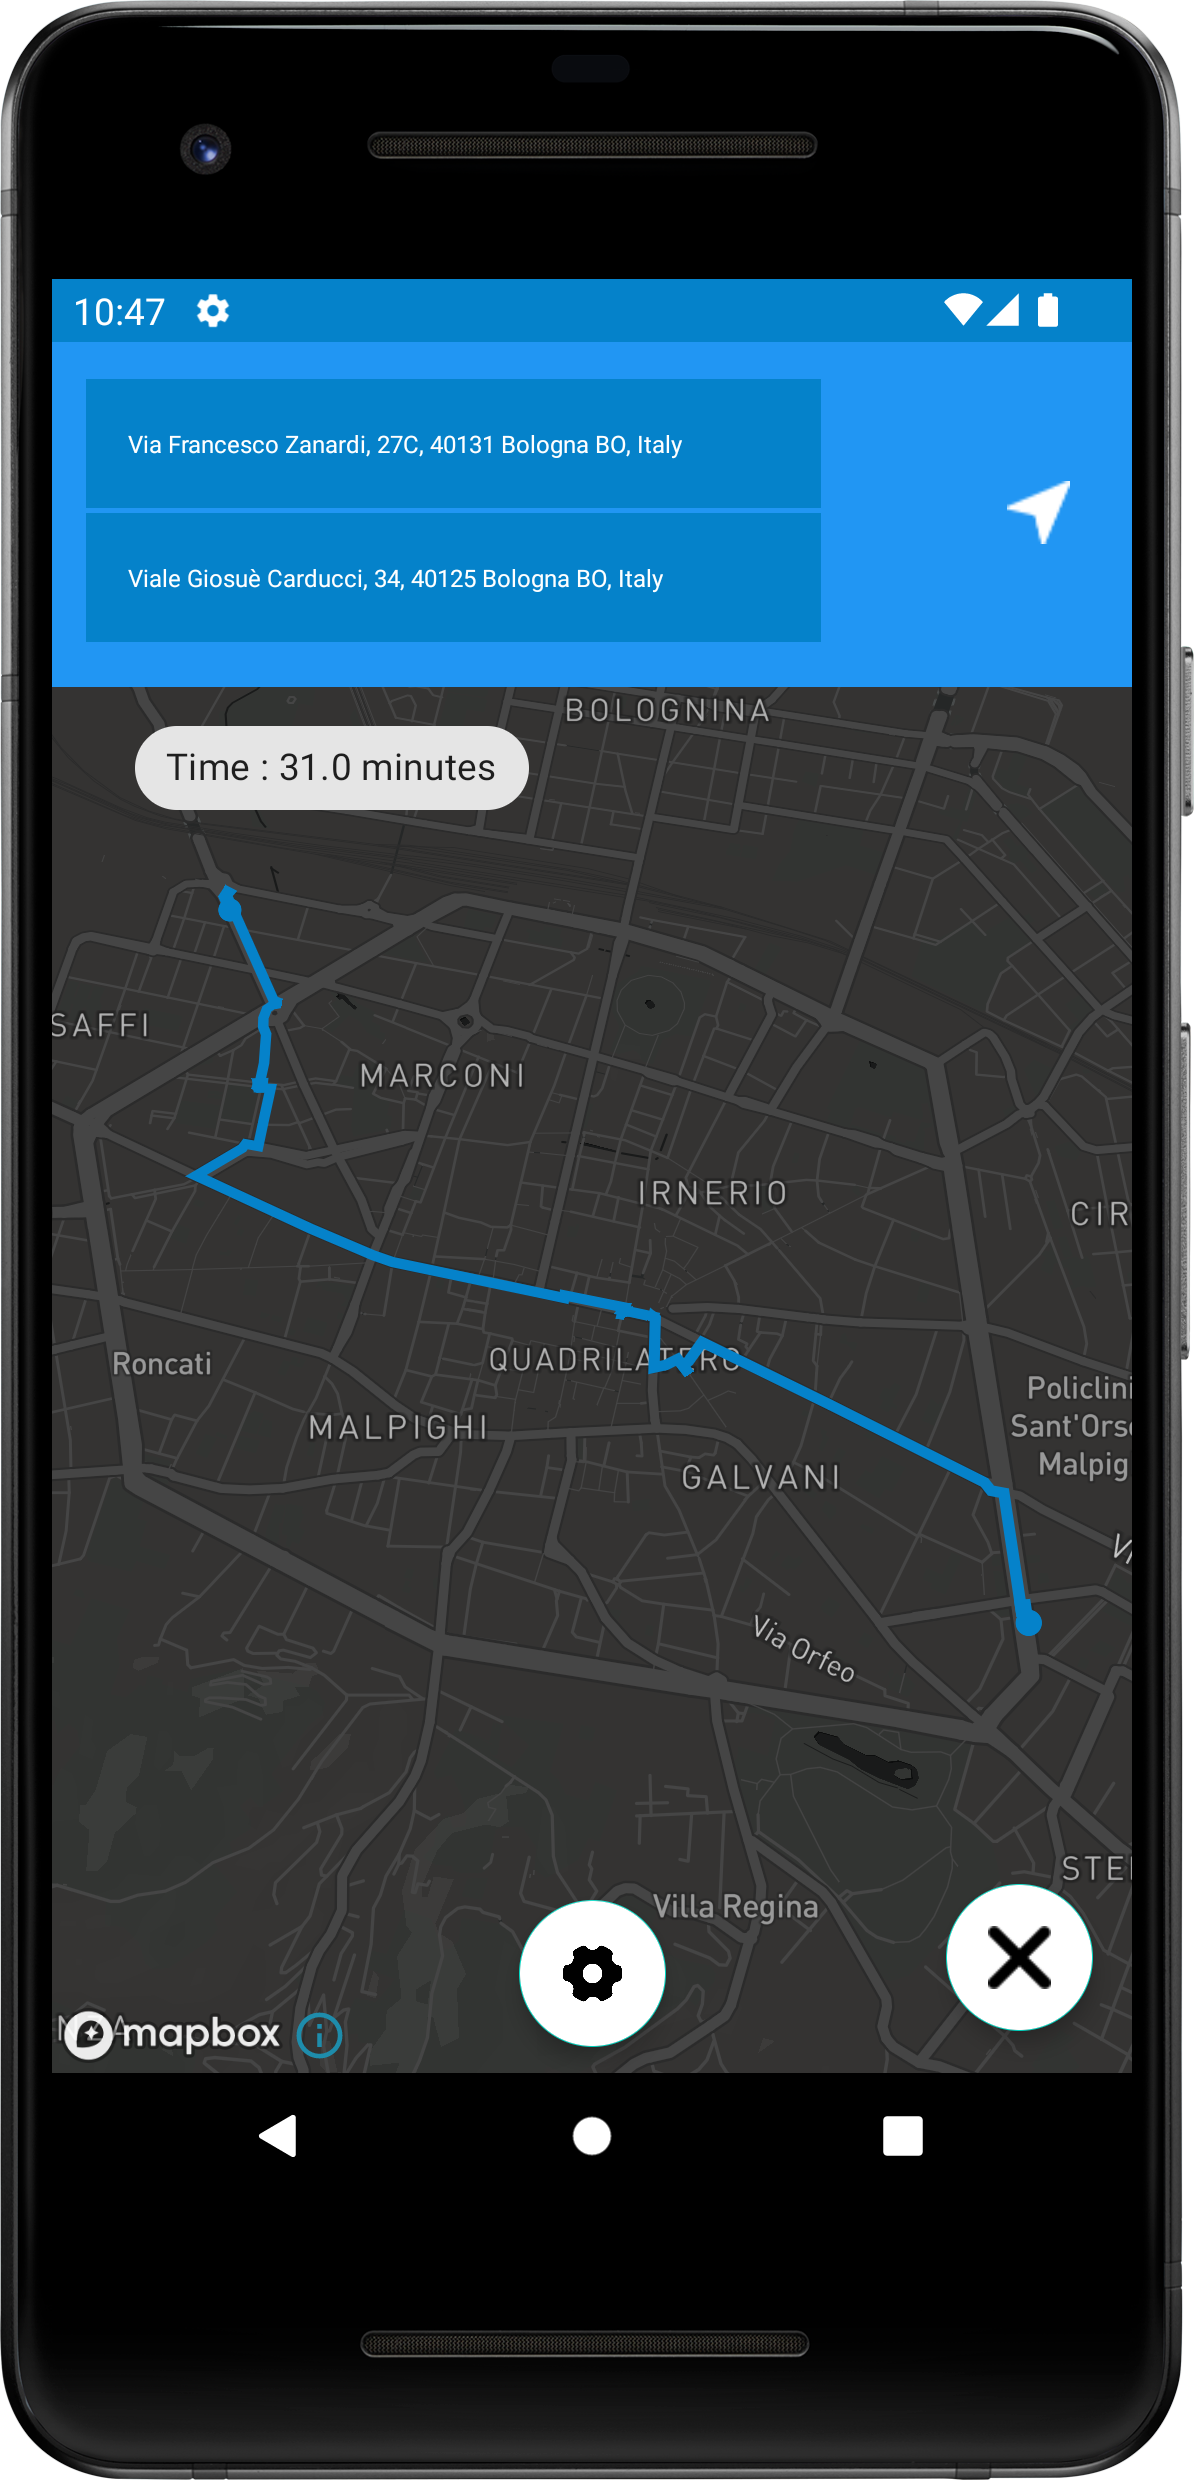 10:47
Via Francesco Zanardi, 27C, 40131 Bologna BO, Italy
Viale Giosuè Carducci, 34, 40125 Bologna BO, Italy
BOLOGNINA
Time : 31.0 minutes
SAFFI
MARCONI
IRNERIO
CIR
QUADRILATERO
Roncati
Policlini
Sant'Orso
Malpig
MALPIGHI
GALVANI
Vi
Via Orfeo
STE
Villa Regina
mapbox